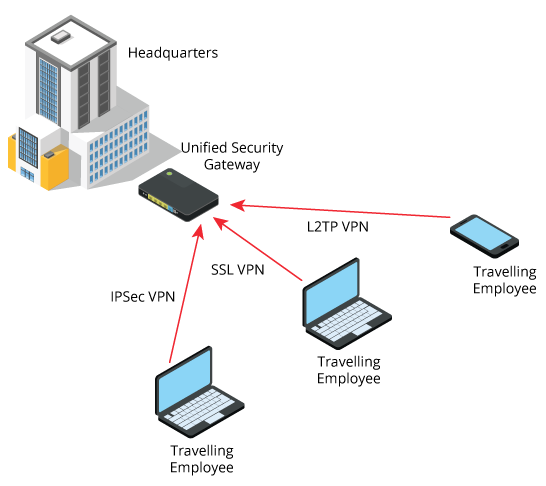 Headquarters
Unified Security
Gateway
L2TP VPN
SSL VPN
IPSec VPN
Travelling
Employee
Travelling
Employee
Travelling
Employee